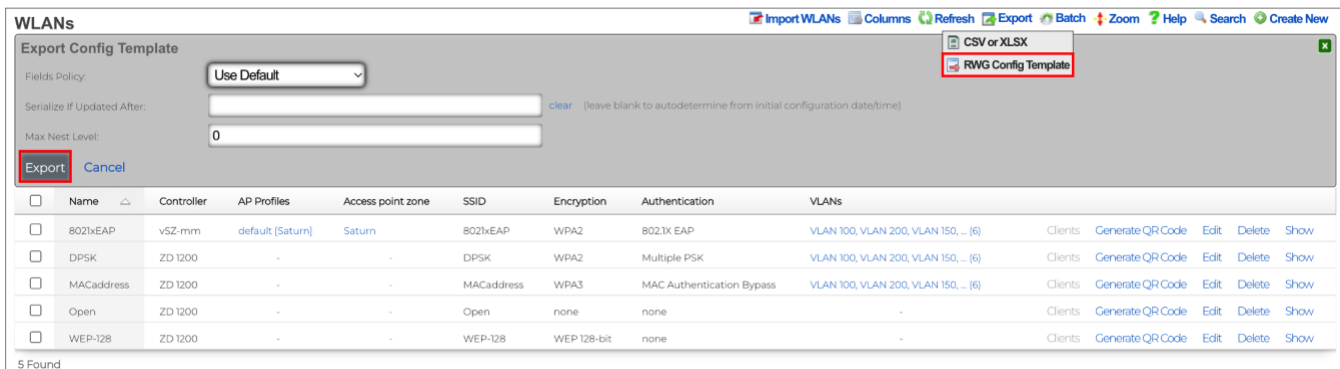 WLANs Import WLANs Columns Refresh Export Batch Zoom Help Search Create New
CSV or XLSX
RWG Config Template
Export Config Template
Fields Policy: Use Default
Serialize If Updated After: clear (leave blank to autodetermine from initial configuration date/time)
Max Nest Level: 0
Export Cancel
Name Controller AP Profiles Access point zone SSID Encryption Authentication VLANs
8021xEAP vSZ-mm default [Saturn] Saturn 8021xEAP WPA2 802.1X EAP VLAN 100, VLAN 200, VLAN 150, ... (6) Clients Generate QR Code Edit Delete Show
DPSK ZD 1200 - - DPSK WPA2 Multiple PSK VLAN 100, VLAN 200, VLAN 150, ... (6) Clients Generate QR Code Edit Delete Show
MACaddress ZD 1200 - - MACaddress WPA3 MAC Authentication Bypass VLAN 100, VLAN 200, VLAN 150, ... (6) Clients Generate QR Code Edit Delete Show
Open ZD 1200 - - Open none none - Clients Generate QR Code Edit Delete Show
WEP-128 ZD 1200 - - WEP-128 WEP 128-bit none - Clients Generate QR Code Edit Delete Show
5 Found